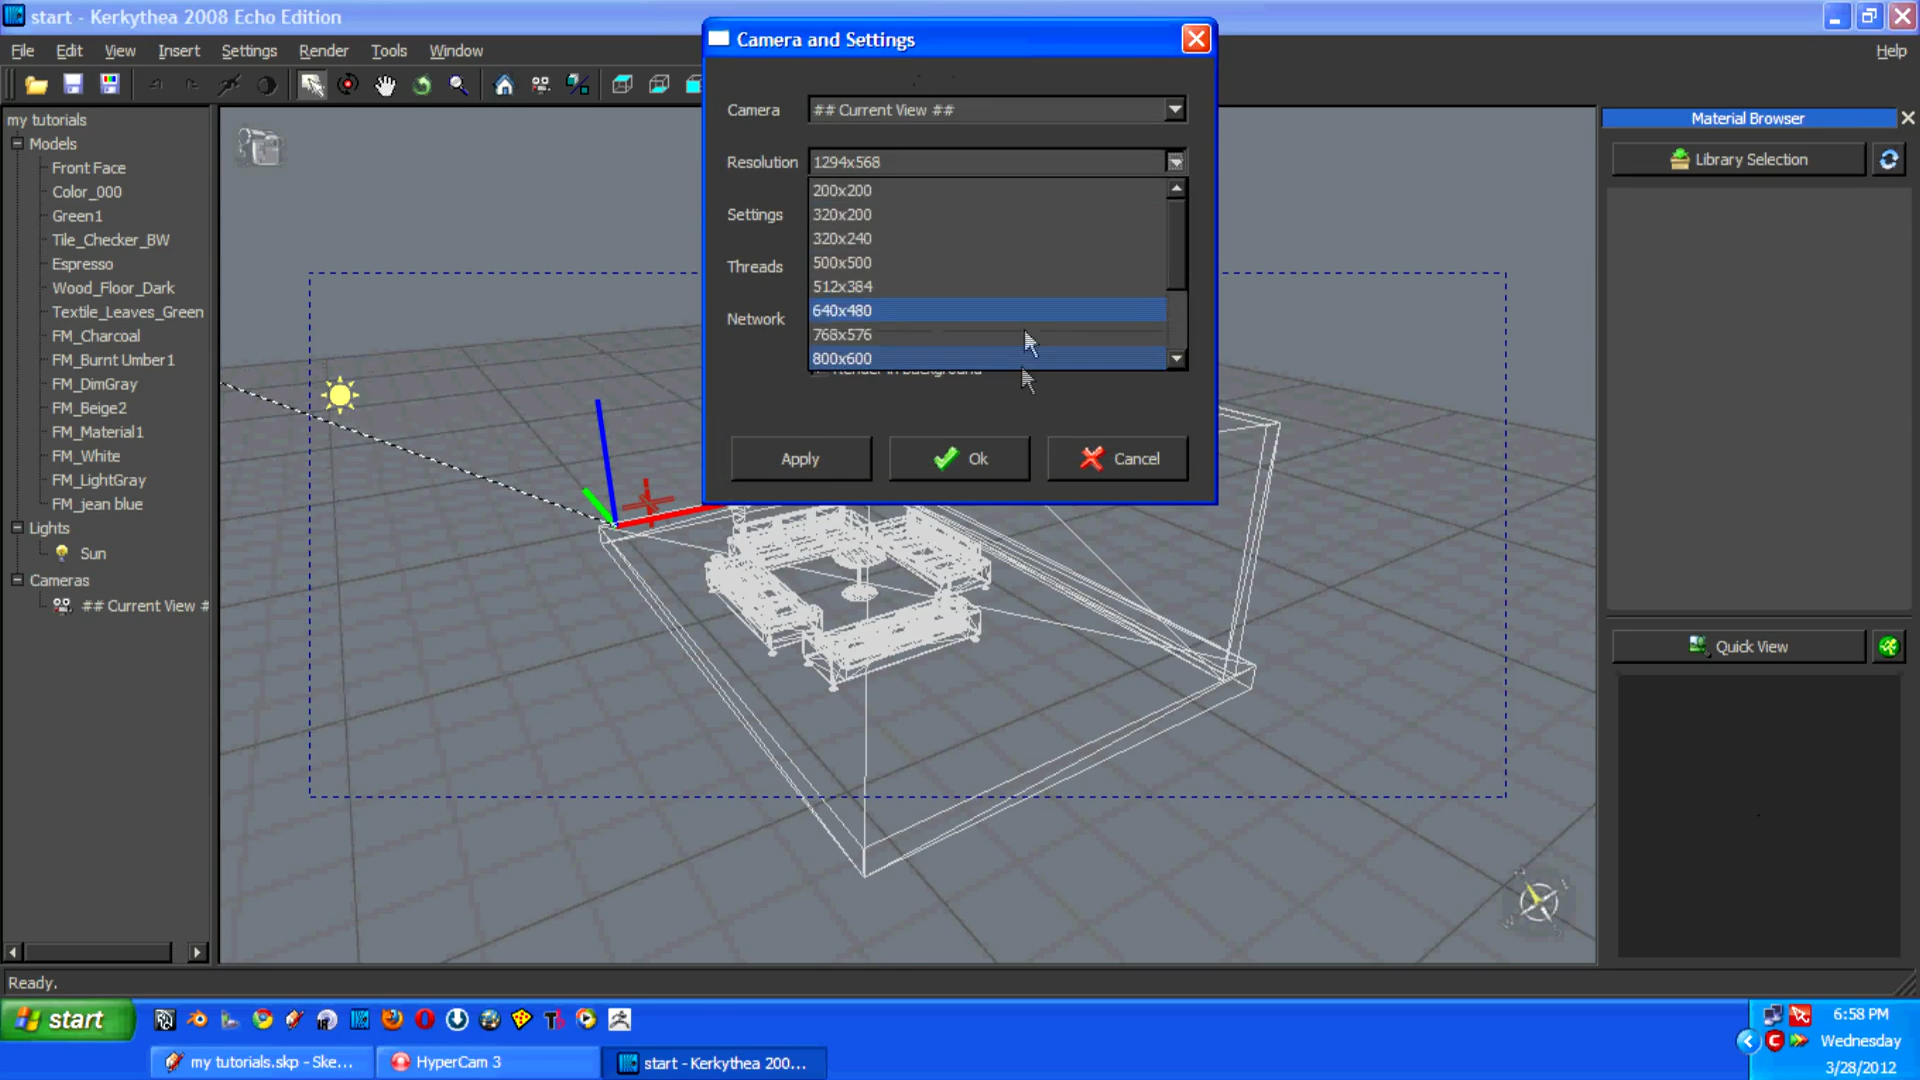 start - Kerkythea 2008 Echo Edition
File Edit View Insert Settings Render Tools Window Help
my tutorials
Models
Front Face
Color_000
Green1
Tile_Checker_BW
Espresso
Wood_Floor_Dark
Textile_Leaves_Green
FM_Charcoal
FM_Burnt Umber1
FM_DimGray
FM_Beige2
FM_Material1
FM_White
FM_LightGray
FM_jean blue
Lights
Sun
Cameras
## Current View #
Camera and Settings
Camera ## Current View ##
Resolution 1294x568
200x200
Settings 320x200
320x240
Threads 500x500
512x384
Network 640x480
768x576
800x600
Render in Background
Apply Ok Cancel
Material Browser
Library Selection
Quick View
Ready.
start
my tutorials.skp - Ske...
HyperCam 3
start - Kerkythea 200...
6:58 PM
Wednesday
3/28/2012